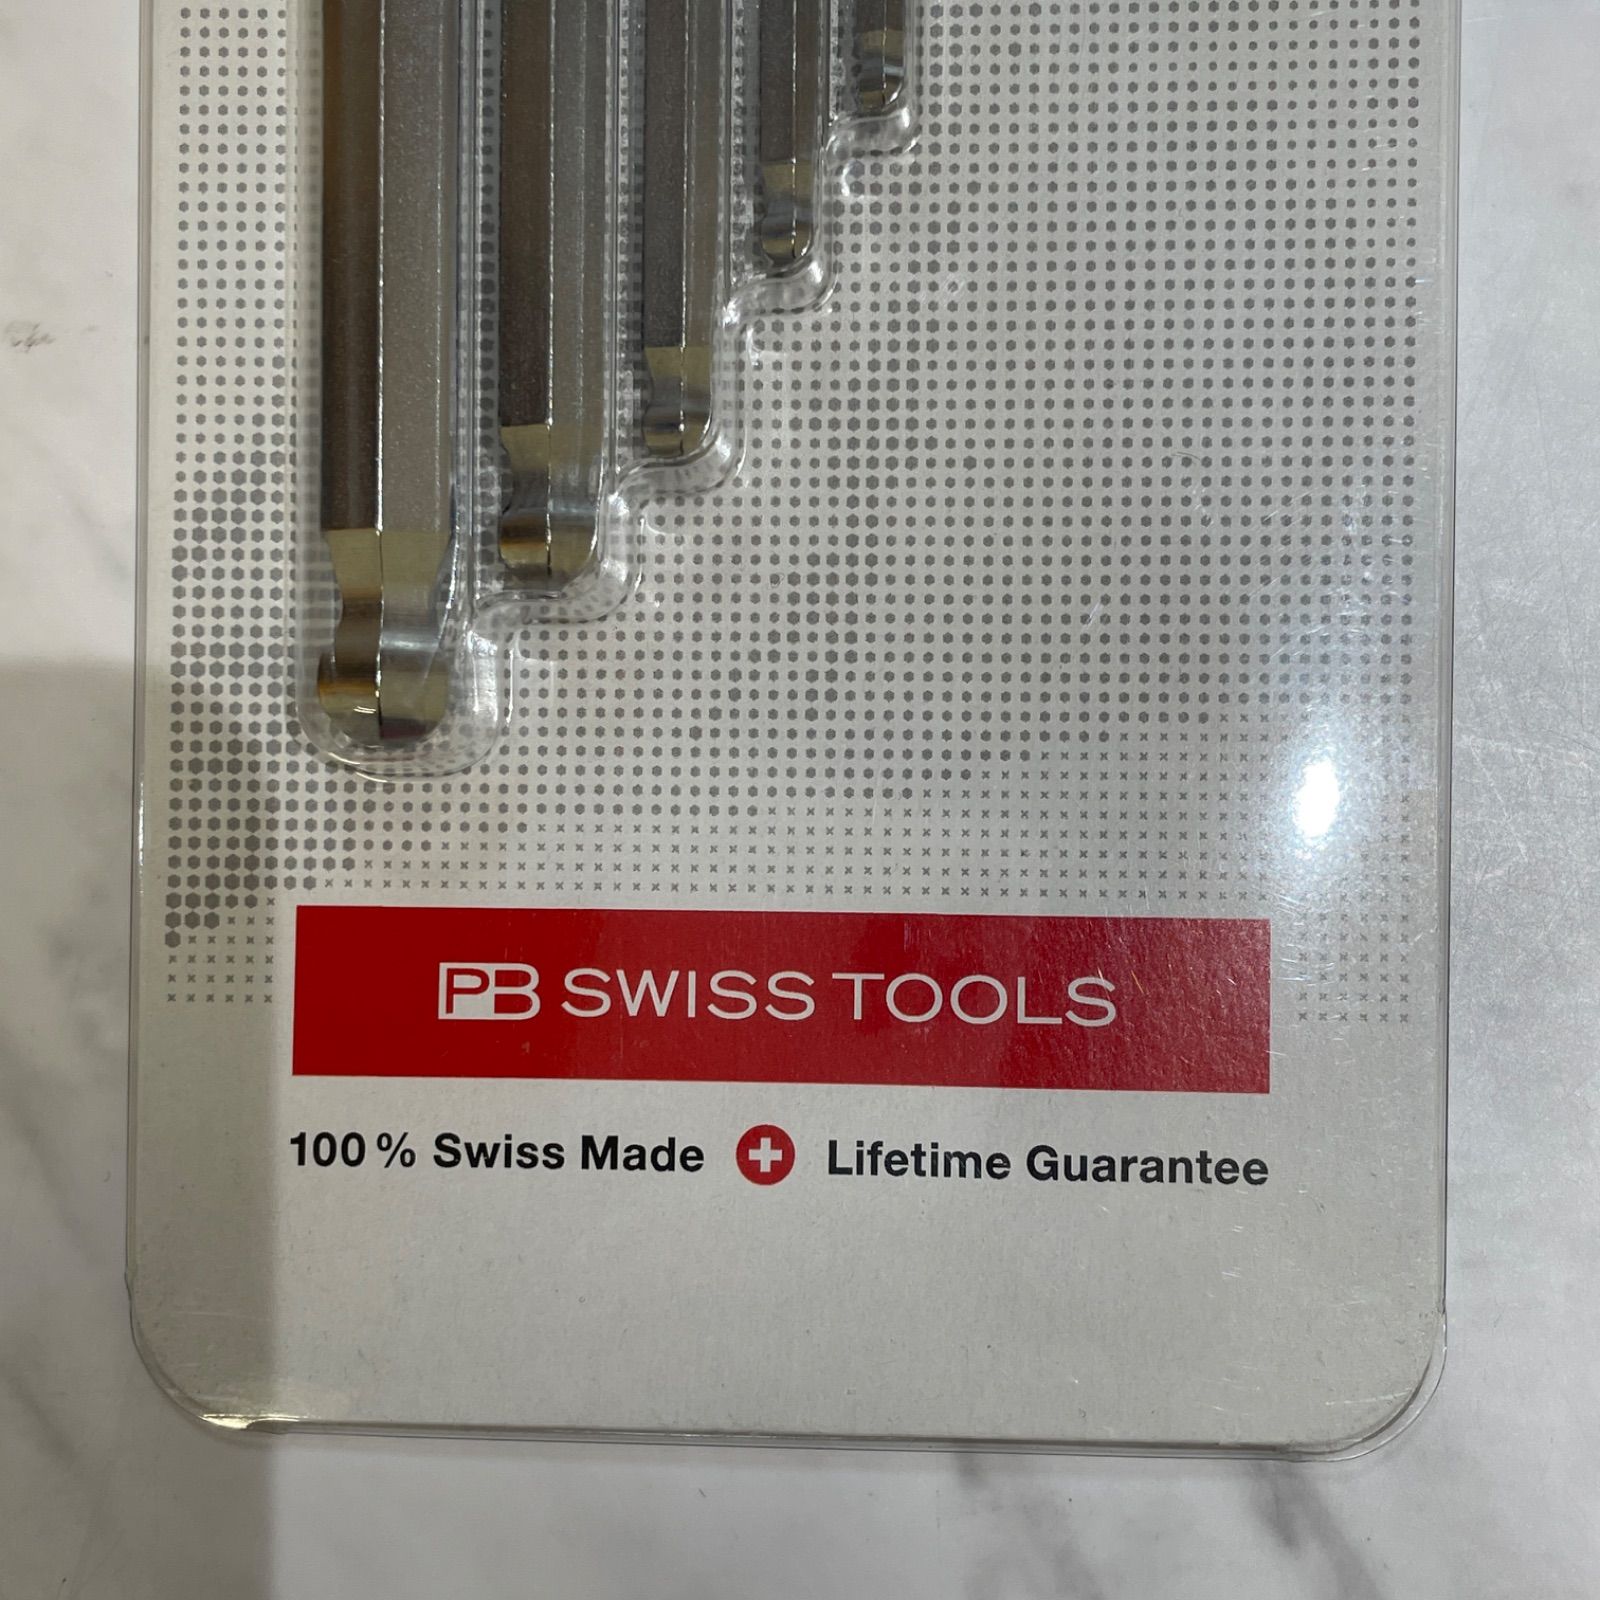 PB SWISS TOOLS
100 % Swiss Made Lifetime Guarantee